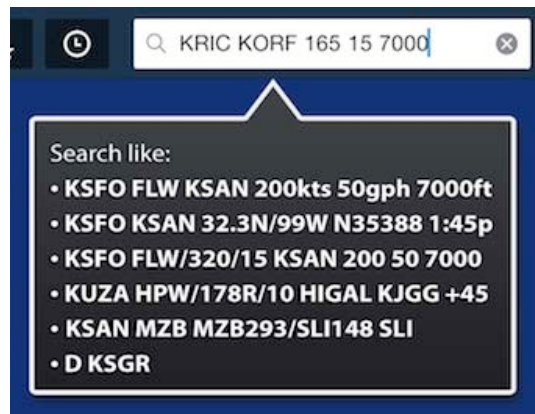 KRIC KORF 165 15 7000
Search like:
• KSFO FLW KSAN 200kts 50gph 7000ft
• KSFO KSAN 32.3N/99W N35388 1:45p
• KSFO FLW/320/15 KSAN 200 50 7000
• KUZA HPW/178R/10 HIGAL KJGG +45
• KSAN MZB MZB293/SLI148 SLI
• D KSGR